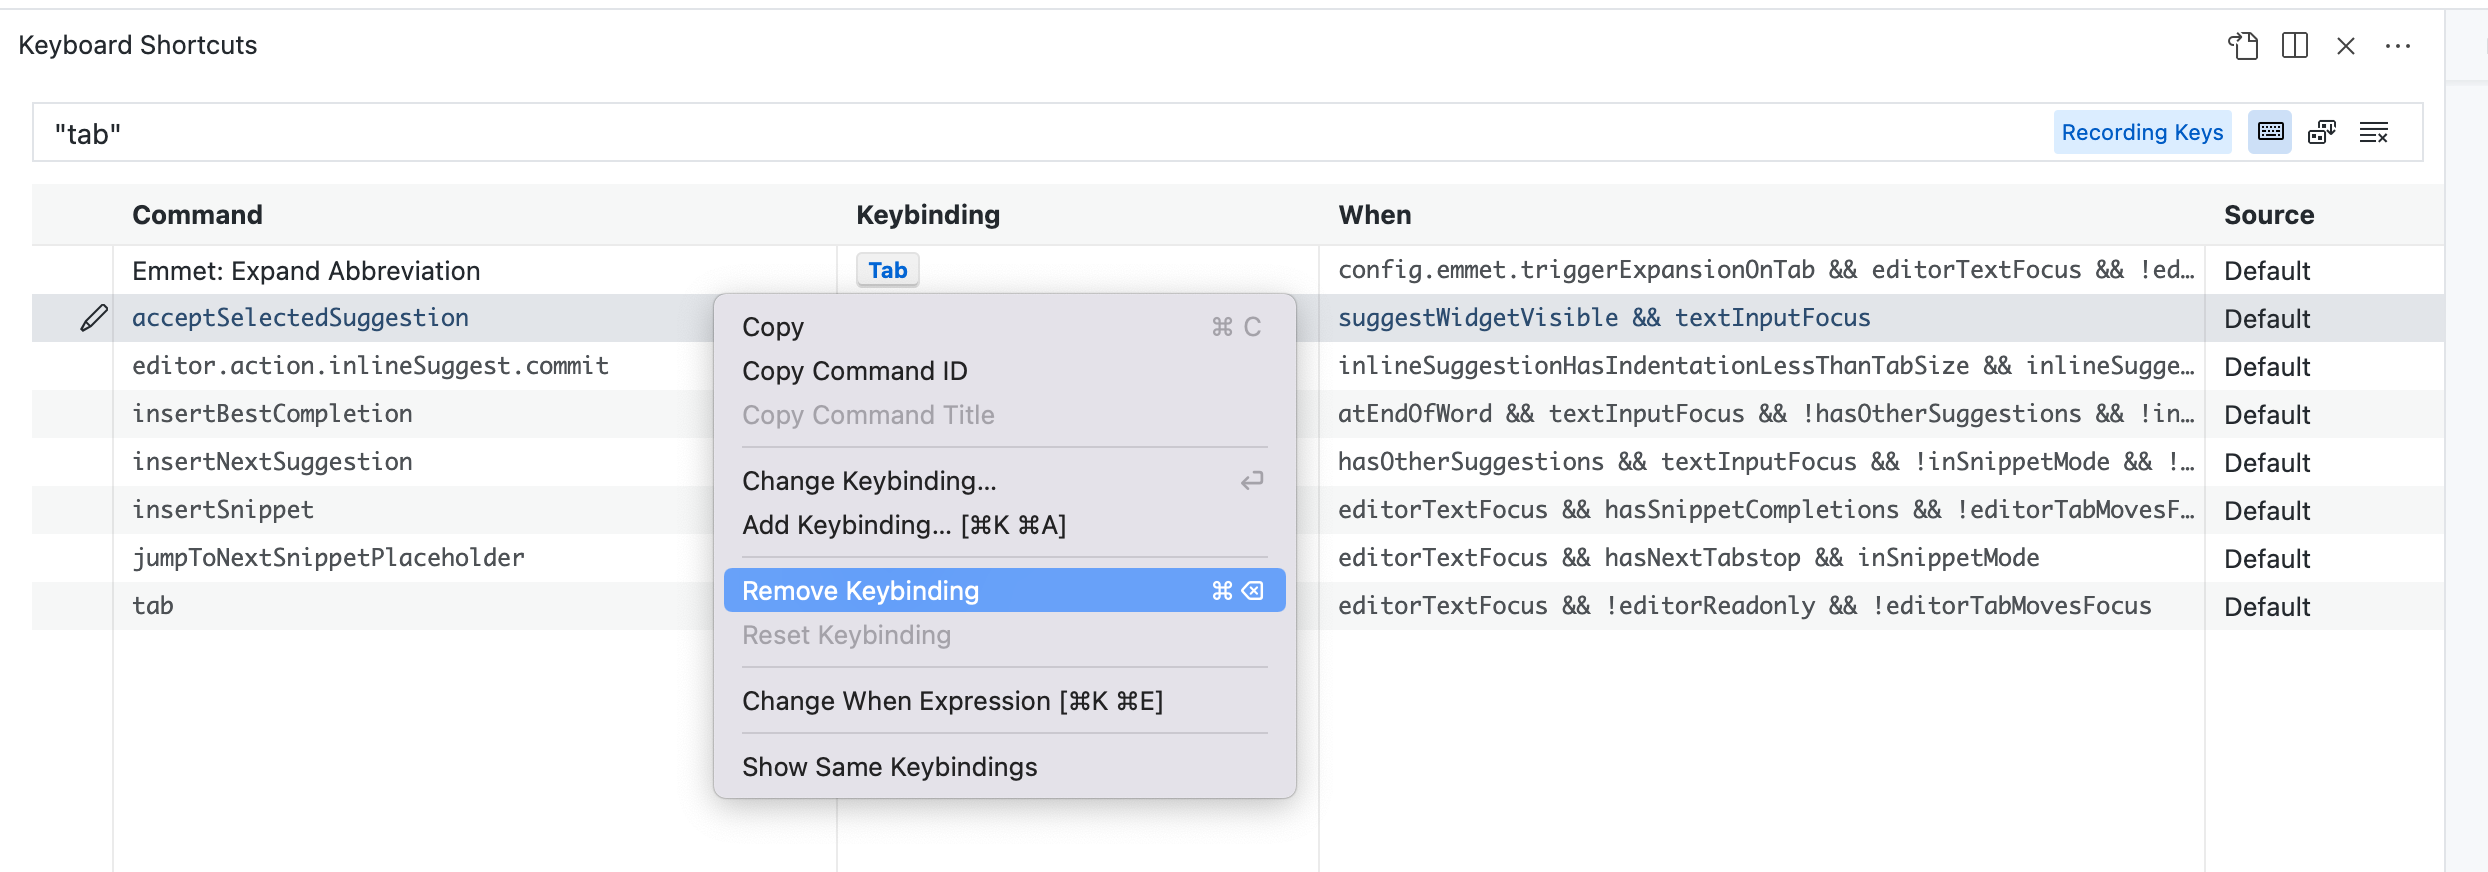 Keyboard Shortcuts
"tab"
Recording Keys
Command Keybinding When Source
Emmet: Expand Abbreviation Tab config.emmet.triggerExpansionOnTab && editorTextFocus && !ed… Default
acceptSelectedSuggestion suggestWidgetVisible && textInputFocus Default
editor.action.inlineSuggest.commit inlineSuggestionHasIndentationLessThanTabSize && inlineSugge… Default
insertBestCompletion atEndOfWord && textInputFocus && !hasOtherSuggestions && !in… Default
insertNextSuggestion hasOtherSuggestions && textInputFocus && !inSnippetMode && !… Default
insertSnippet editorTextFocus && hasSnippetCompletions && !editorTabMovesF… Default
jumpToNextSnippetPlaceholder editorTextFocus && hasNextTabstop && inSnippetMode Default
tab editorTextFocus && !editorReadonly && !editorTabMovesFocus Default
Copy ⌘ C
Copy Command ID
Copy Command Title
Change Keybinding... ↩
Add Keybinding... [⌘K ⌘A]
Remove Keybinding ⌘ ⌫
Reset Keybinding
Change When Expression [⌘K ⌘E]
Show Same Keybindings